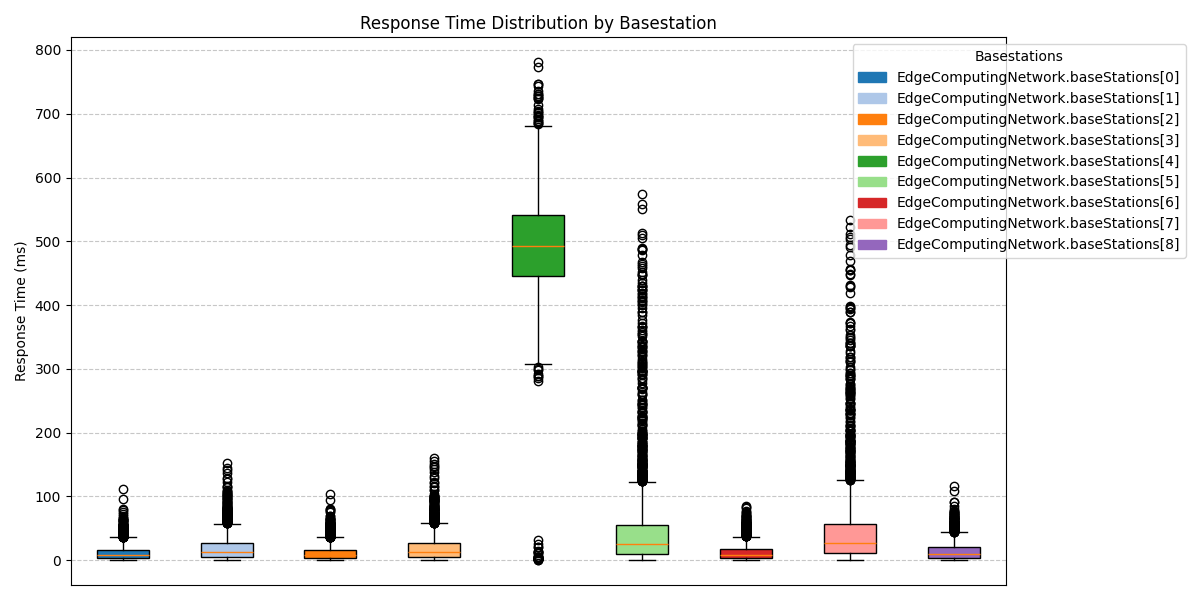 Response Time Distribution by Basestation
800
700
600
500
400
300
200
100
0
Response Time (ms)
Basestations
EdgeComputingNetwork.baseStations[0]
EdgeComputingNetwork.baseStations[1]
EdgeComputingNetwork.baseStations[2]
EdgeComputingNetwork.baseStations[3]
EdgeComputingNetwork.baseStations[4]
EdgeComputingNetwork.baseStations[5]
EdgeComputingNetwork.baseStations[6]
EdgeComputingNetwork.baseStations[7]
EdgeComputingNetwork.baseStations[8]